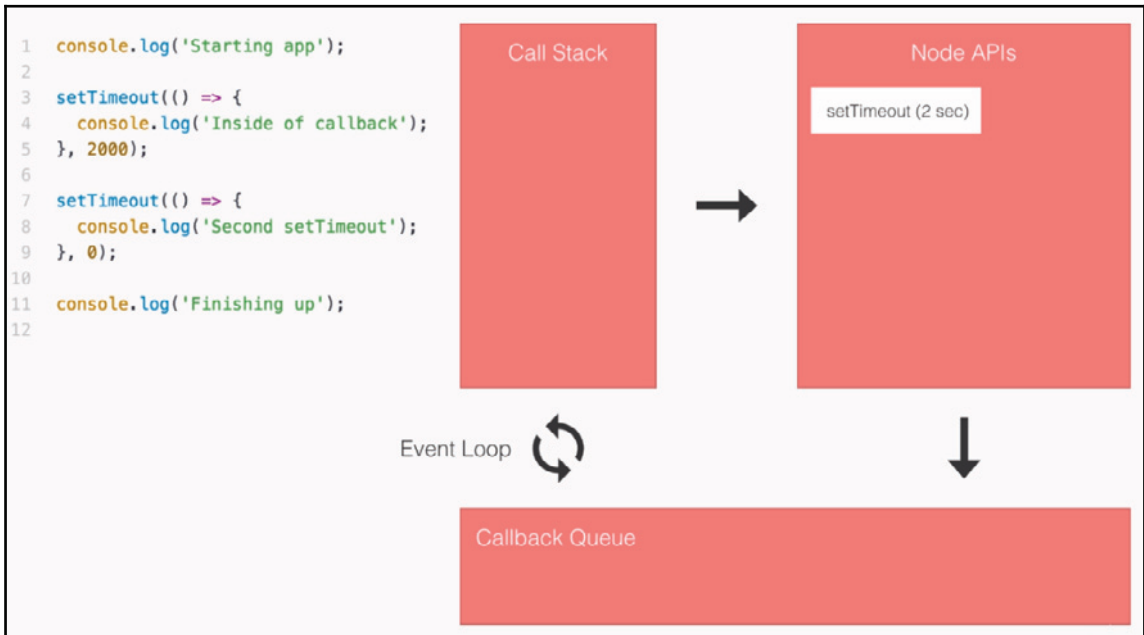 1 console.log('Starting app');
2
3 setTimeout(() => {
4 console.log('Inside of callback');
5 }, 2000);
6
7 setTimeout(() => {
8 console.log('Second setTimeout');
9 }, 0);
10
11 console.log('Finishing up');
12
Call Stack
Node APIs
setTimeout (2 sec)
Event Loop
Callback Queue